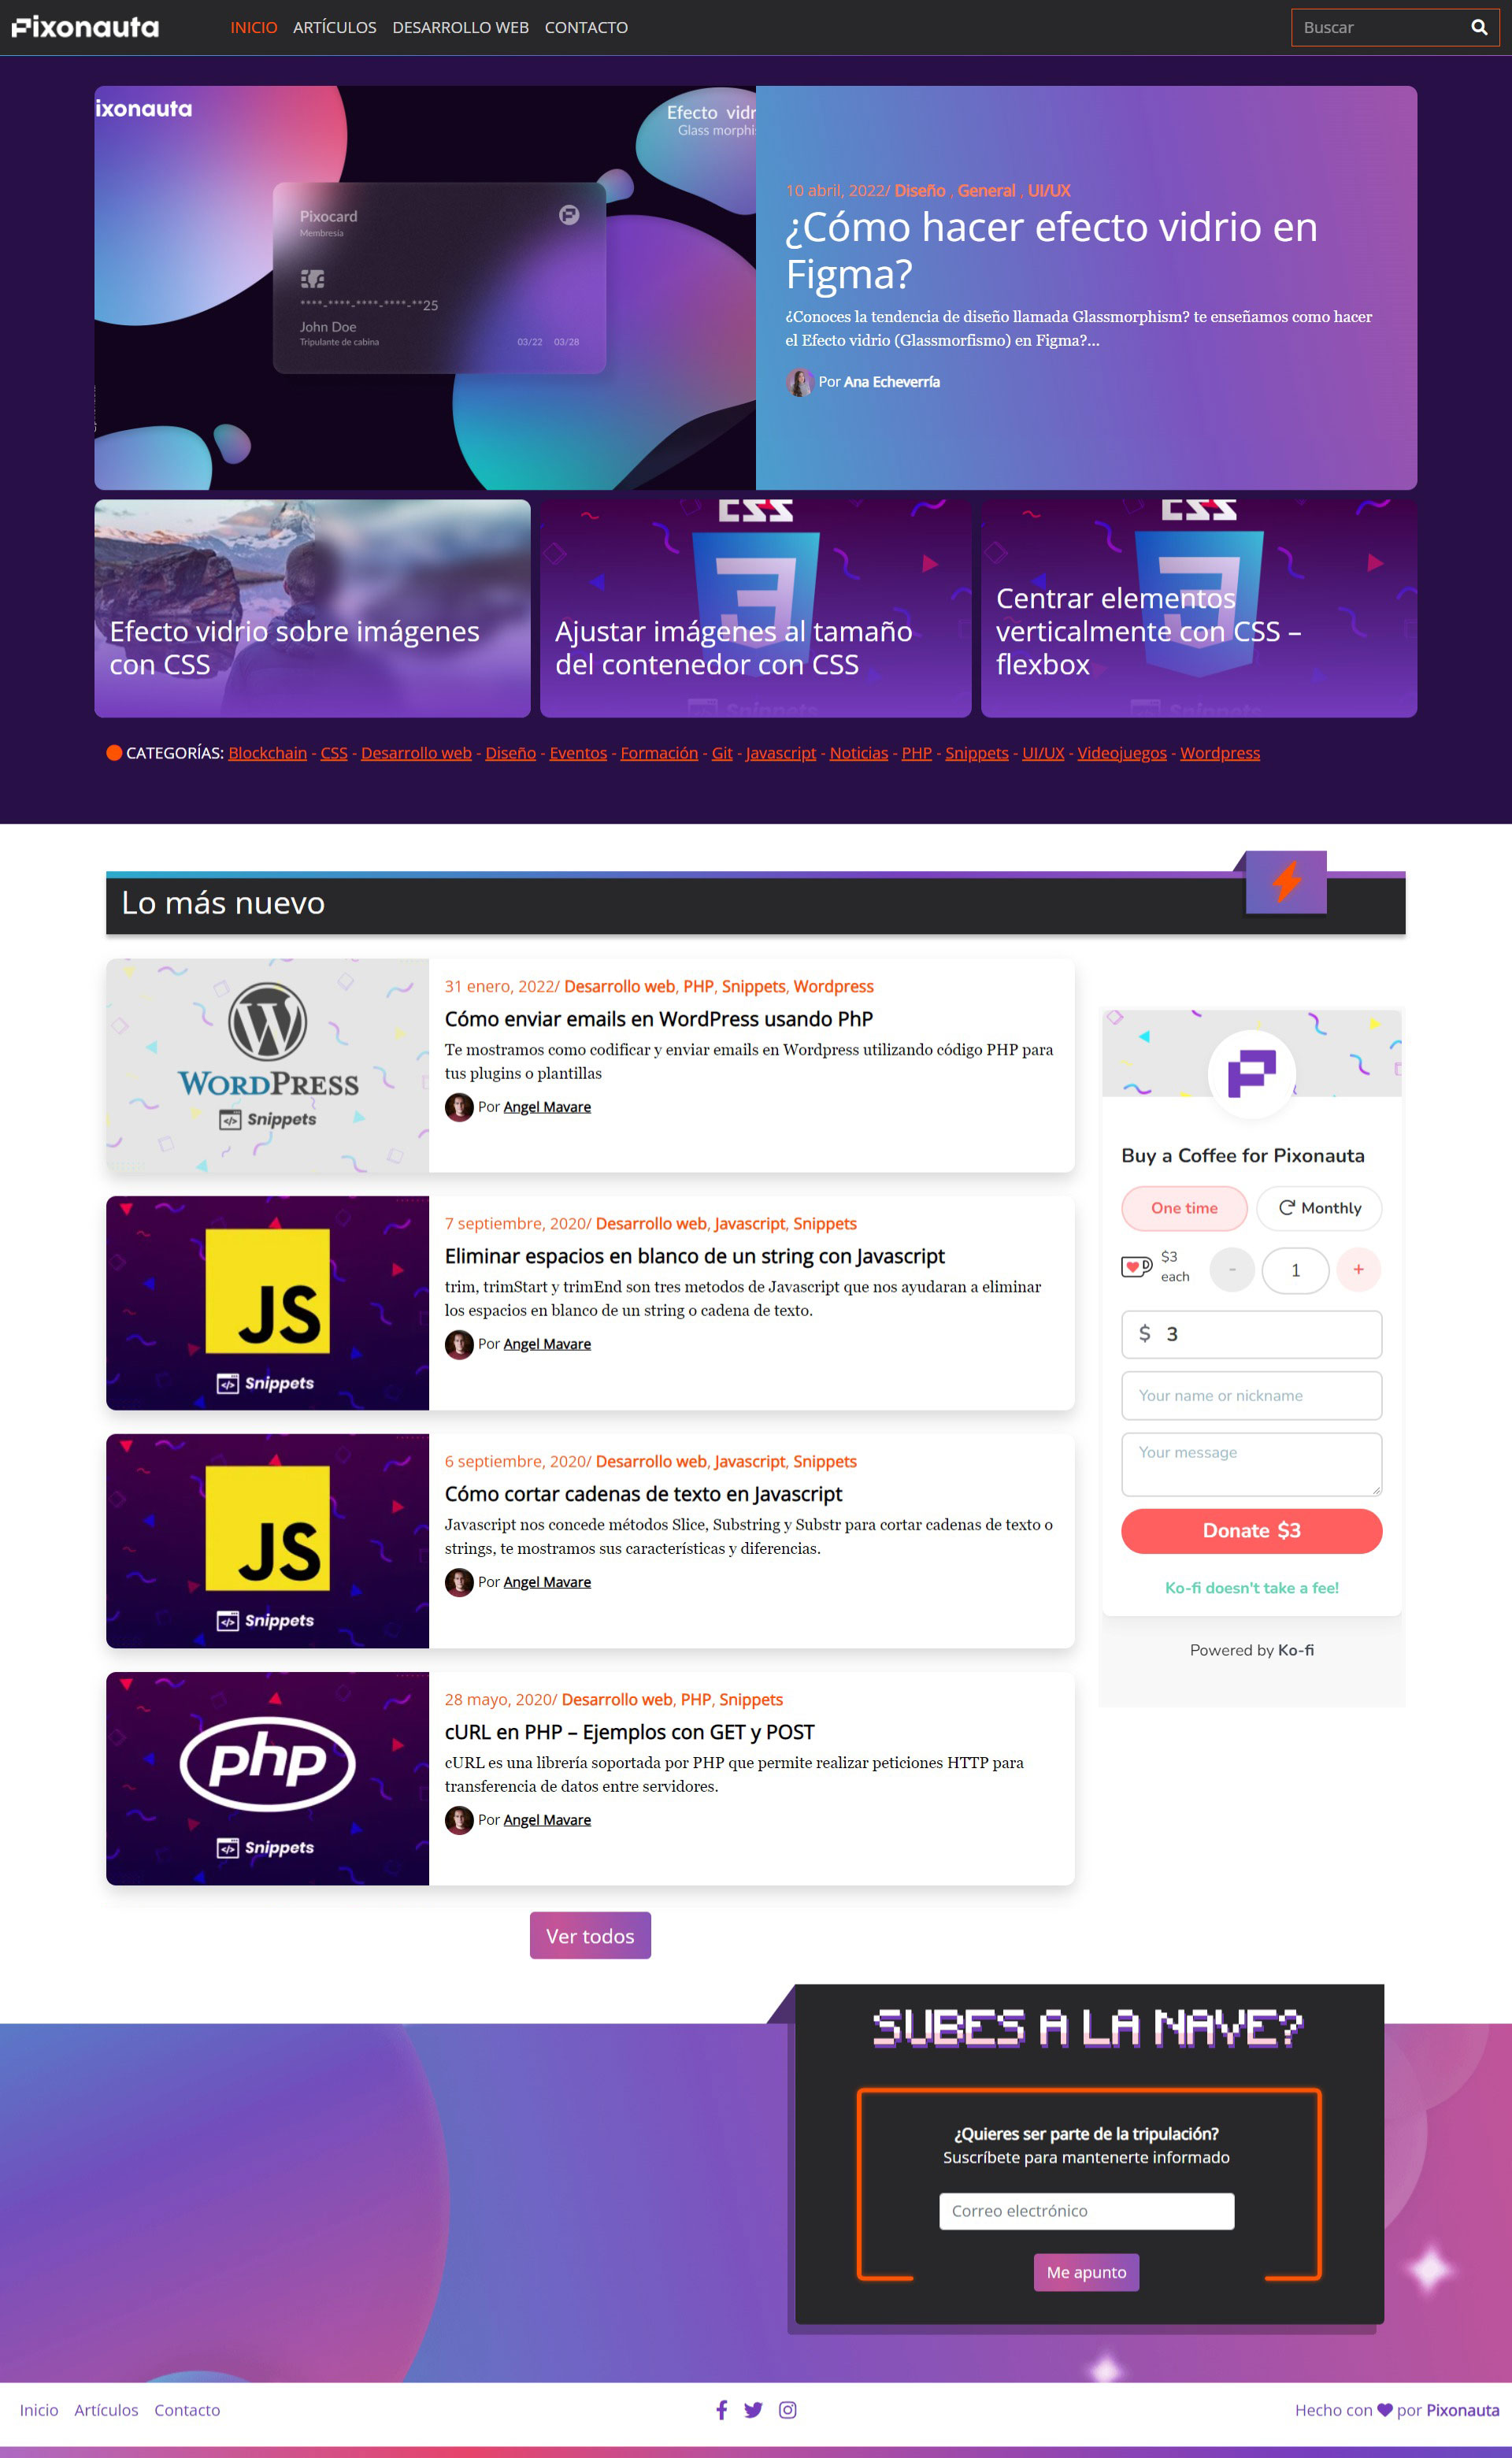 Pixonauta
INICIO ARTÍCULOS DESARROLLO WEB CONTACTO
Buscar
ixonauta
Efecto vidr
Glass morphi
Pixocard
Membresia
****-****-****-****-**25
John Doe
Tripulante de cabina
03/22 03/28
10 abril, 2022/ Diseño , General , UI/UX
¿Cómo hacer efecto vidrio en
Figma?
¿Conoces la tendencia de diseño llamada Glassmorphism? te enseñamos como hacer
el Efecto vidrio (Glassmorfismo) en Figma?...
Por Ana Echeverría
Efecto vidrio sobre imágenes
con CSS
CSS
Ajustar imágenes al tamaño
del contenedor con CSS
Snippets
CSS
Centrar elementos
verticalmente con CSS –
flexbox
Snippets
CATEGORÍAS: Blockchain - CSS - Desarrollo web - Diseño - Eventos - Formación - Git - Javascript - Noticias - PHP - Snippets - UI/UX - Videojuegos - Wordpress
Lo más nuevo
WORDPRESS
Snippets
31 enero, 2022/ Desarrollo web, PHP, Snippets, Wordpress
Cómo enviar emails en WordPress usando PhP
Te mostramos como codificar y enviar emails en Wordpress utilizando código PHP para
tus plugins o plantillas
Por Angel Mavare
JS
Snippets
7 septiembre, 2020/ Desarrollo web, Javascript, Snippets
Eliminar espacios en blanco de un string con Javascript
trim, trimStart y trimEnd son tres metodos de Javascript que nos ayudaran a eliminar
los espacios en blanco de un string o cadena de texto.
Por Angel Mavare
JS
Snippets
6 septiembre, 2020/ Desarrollo web, Javascript, Snippets
Cómo cortar cadenas de texto en Javascript
Javascript nos concede métodos Slice, Substring y Substr para cortar cadenas de texto o
strings, te mostramos sus características y diferencias.
Por Angel Mavare
php
Snippets
28 mayo, 2020/ Desarrollo web, PHP, Snippets
cURL en PHP – Ejemplos con GET y POST
cURL es una librería soportada por PHP que permite realizar peticiones HTTP para
transferencia de datos entre servidores.
Por Angel Mavare
Ver todos
Buy a Coffee for Pixonauta
One time Monthly
$3
each
- 1 +
$ 3
Your name or nickname
Your message
Donate $3
Ko-fi doesn't take a fee!
Powered by Ko-fi
SUBES A LA NAVE?
¿Quieres ser parte de la tripulación?
Suscríbete para mantenerte informado
Correo electrónico
Me apunto
Inicio Artículos Contacto
Hecho con por Pixonauta